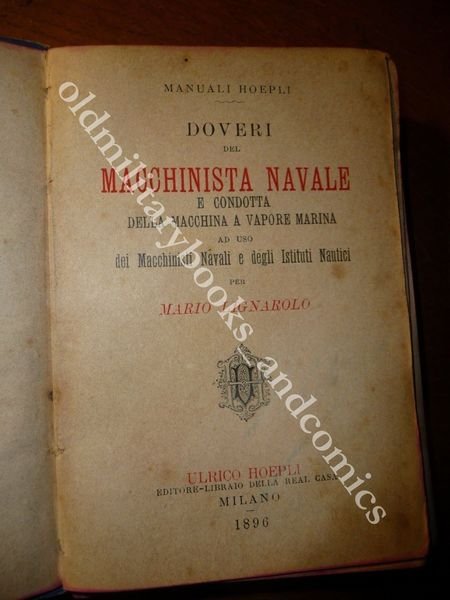 MANUALI HOEPLI
DOVERI
DEL
MACCHINISTA NAVALE
E CONDOTTA
DELLA MACCHINA A VAPORE MARINA
AD USO
dei Macchinisti Navali e degli Istituti Nautici
PER
MARIO LIGNAROLO
ULRICO HOEPLI
EDITORE-LIBRAIO DELLA REAL CASA
MILANO
1896
oldmilitarybooks_andcomics